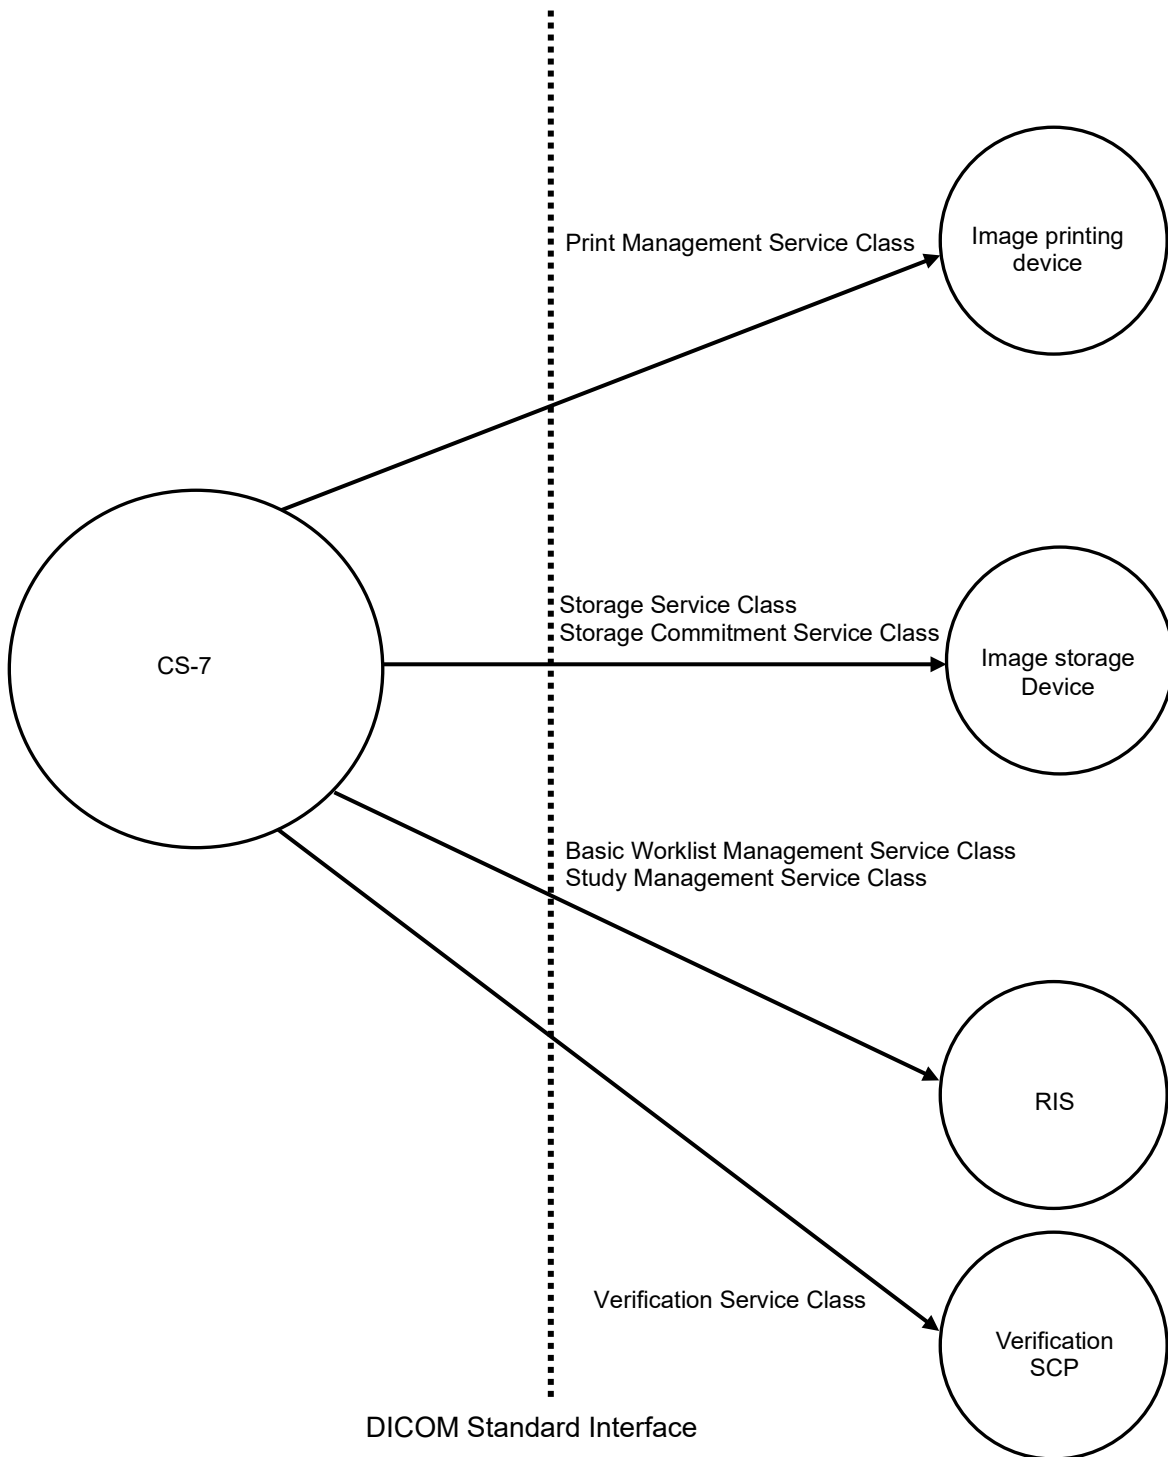 Print Management Service Class
Image printing
device
Storage Service Class
Storage Commitment Service Class
CS-7
Image storage
Device
Basic Worklist Management Service Class
Study Management Service Class
RIS
Verification Service Class
Verification
SCP
DICOM Standard Interface